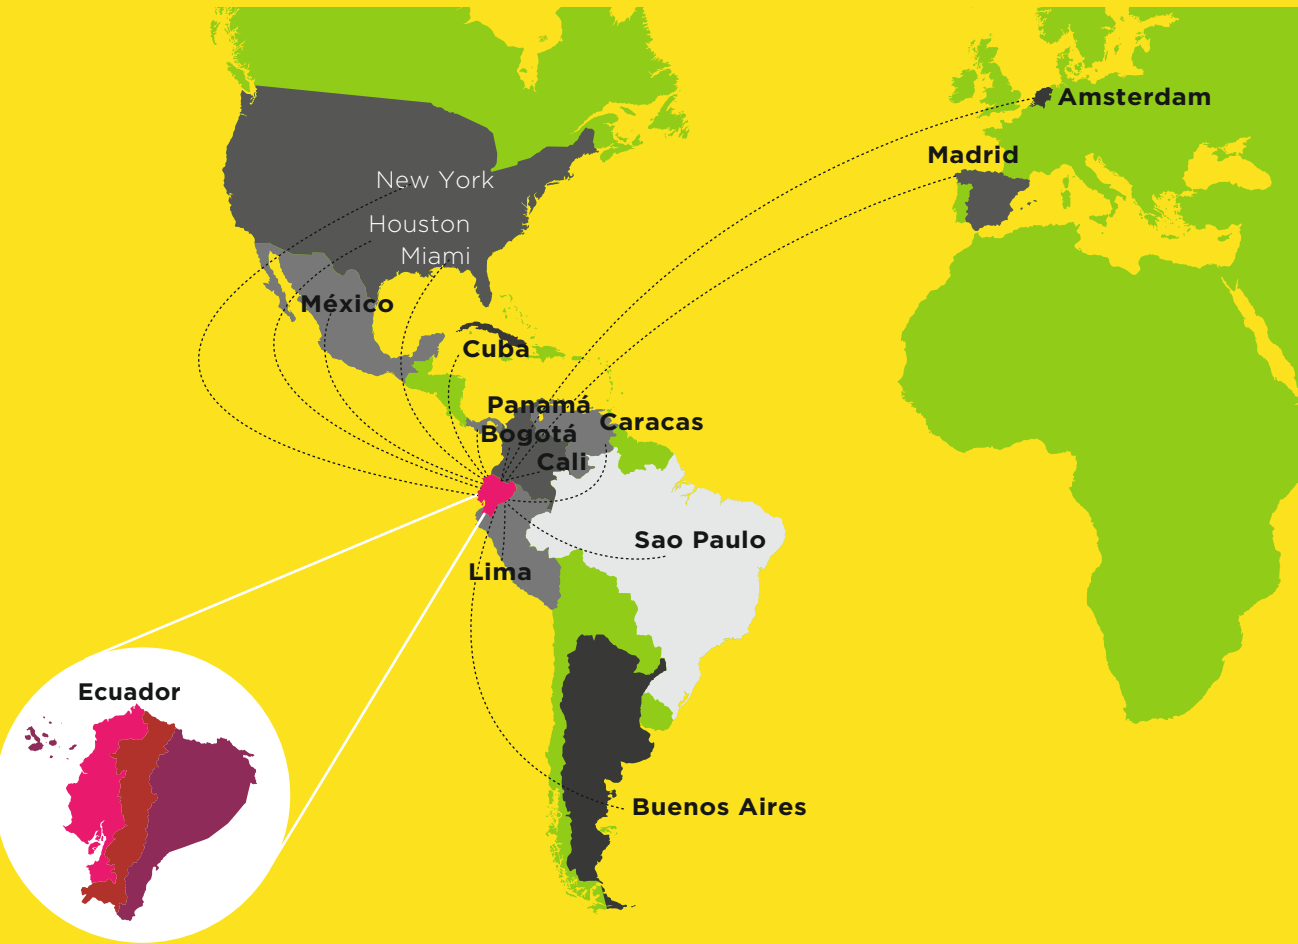 Amsterdam
Madrid
New York
Houston
Miami
México
Cuba
Panamá
Caracas
Bogotá
Cali
Sao Paulo
Lima
Ecuador
Buenos Aires